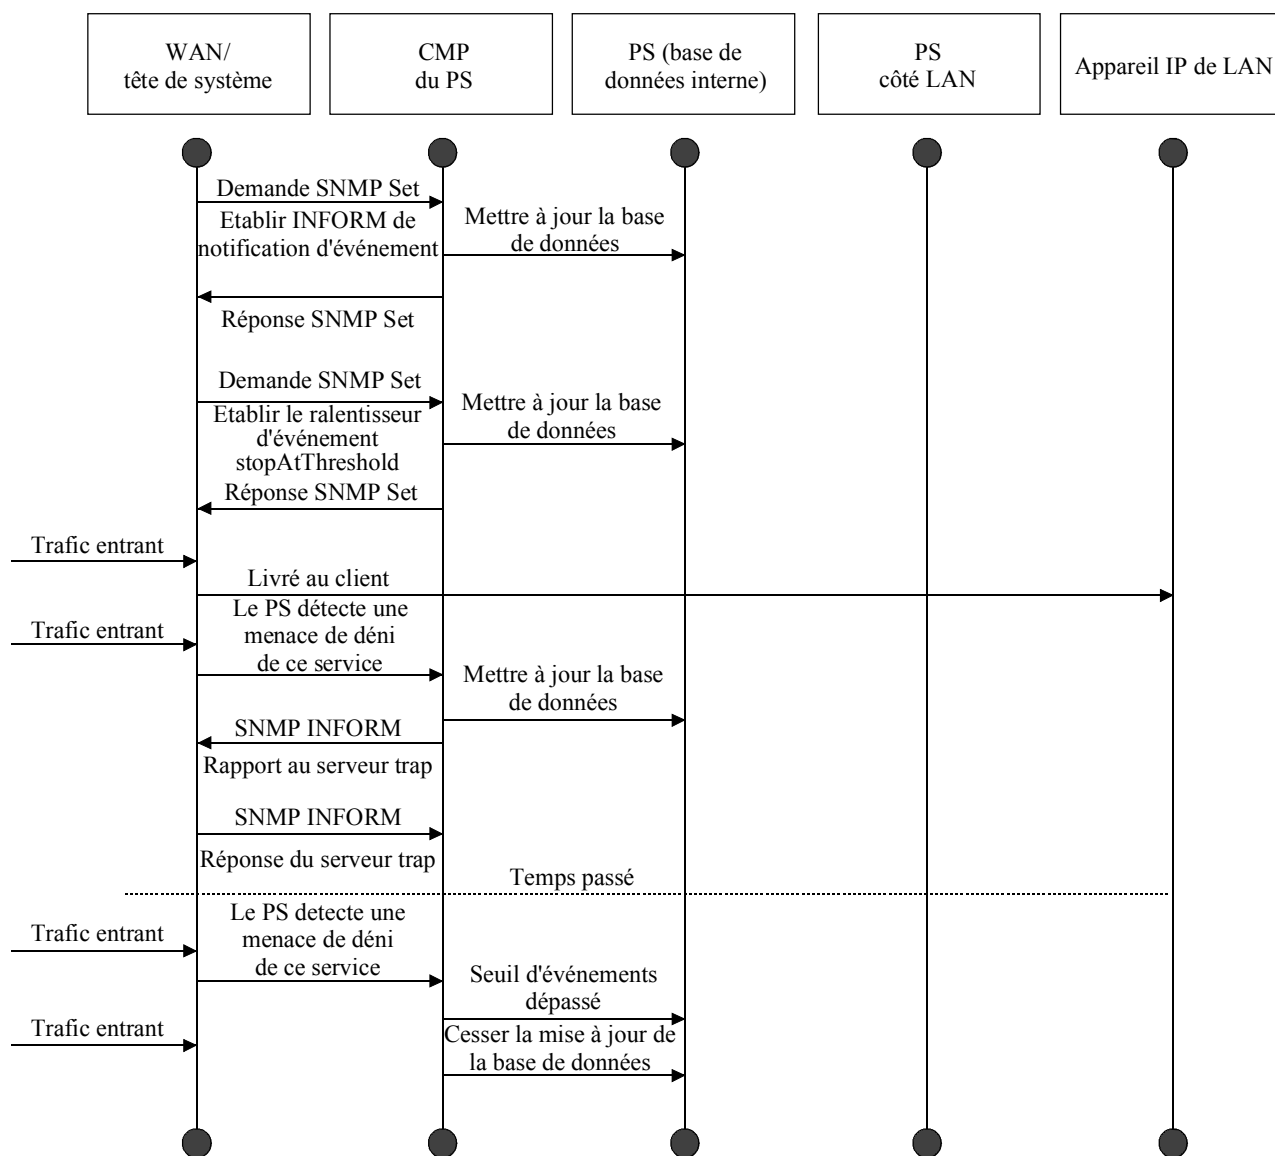 WAN/
tête de système
CMP
du PS
PS (base de
données interne)
PS
côté LAN
Appareil IP de LAN
Demande SNMP Set
Etablir INFORM de
notification d'événement
Mettre à jour la base
de données
Réponse SNMP Set
Demande SNMP Set
Etablir le ralentisseur
d'événement
stopAtThreshold
Mettre à jour la base
de données
Réponse SNMP Set
Trafic entrant
Livré au client
Trafic entrant
Le PS détecte une
menace de déni
de ce service
Mettre à jour la base
de données
SNMP INFORM
Rapport au serveur trap
SNMP INFORM
Réponse du serveur trap
Temps passé
Trafic entrant
Le PS detecte une
menace de déni
de ce service
Seuil d'événements
dépassé
Trafic entrant
Cesser la mise à jour de
la base de données